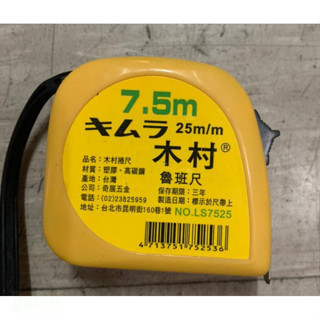 7.5m
キムラ 25m/m
木村®
魯班尺
品名:木村捲尺
材質:塑膠、高碳鋼
產地:台灣
公司:奇展五金
電話:(02)23825959
地址:台北市昆明街160巷1號
保存期限:三年
製造日期:標示於尺帶上
NO.LS7525
4713751752536